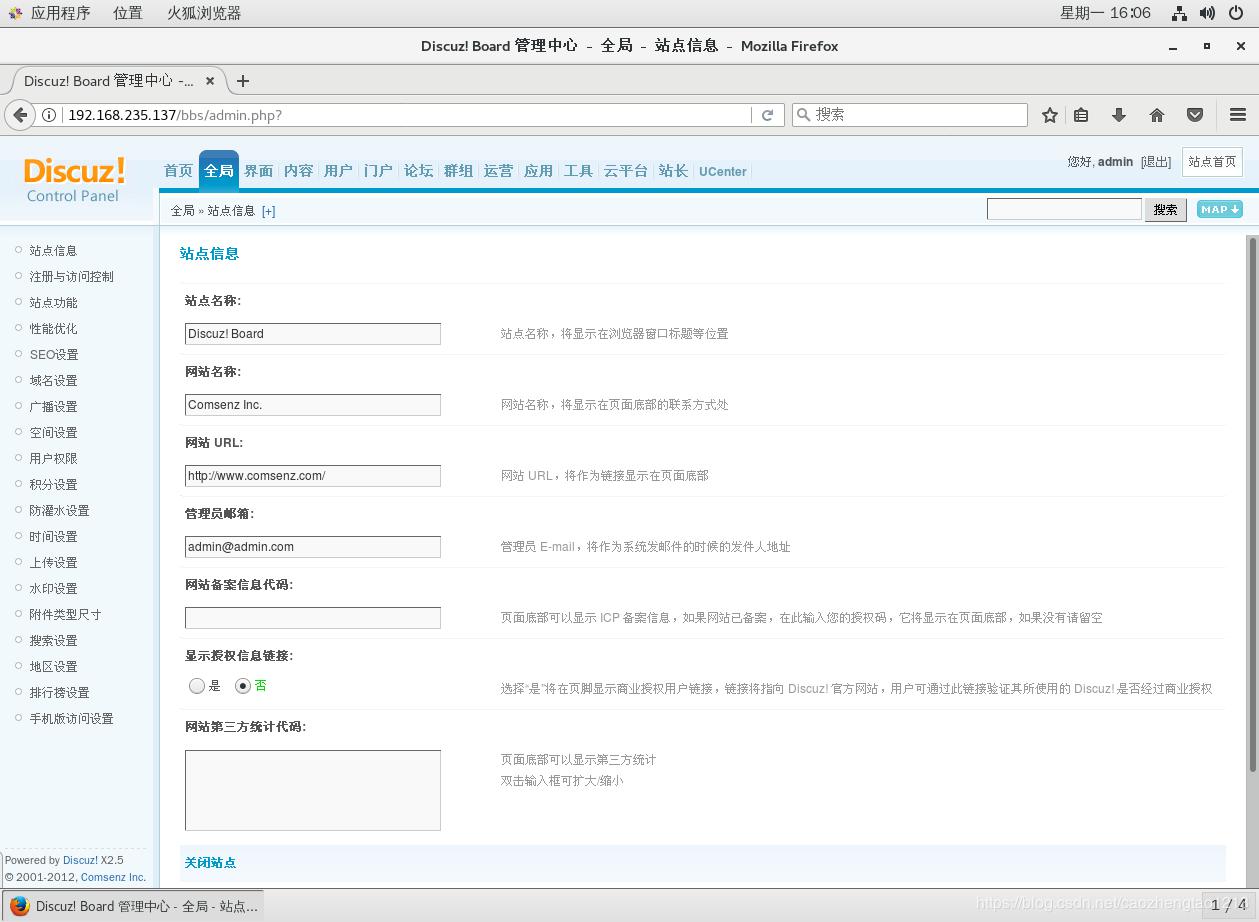 应用程序 位置 火狐浏览器 星期一 16:06
Discuz! Board 管理中心 - 全局 - 站点信息 - Mozilla Firefox
Discuz! Board 管理中心 -...
192.168.235.137/bbs/admin.php? 搜索
Discuz!
Control Panel
首页 全局 界面 内容 用户 门户 论坛 群组 运营 应用 工具 云平台 站长 UCenter
您好, admin [退出] 站点首页
全局 » 站点信息 [+] 搜索 MAP
站点信息
注册与访问控制
站点功能
性能优化
SEO设置
域名设置
广播设置
空间设置
用户权限
积分设置
防灌水设置
时间设置
上传设置
水印设置
附件类型尺寸
搜索设置
地区设置
排行榜设置
手机版访问设置
Powered by Discuz! X2.5
© 2001-2012, Comsenz Inc.
站点信息
站点名称:
Discuz! Board 站点名称，将显示在浏览器窗口标题等位置
网站名称:
Comsenz Inc. 网站名称，将显示在页面底部的联系方式处
网站 URL:
http://www.comsenz.com/ 网站 URL，将作为链接显示在页面底部
管理员邮箱:
admin@admin.com 管理员 E-mail，将作为系统发邮件的时候的发件人地址
网站备案信息代码:
页面底部可以显示 ICP 备案信息，如果网站已备案，在此输入您的授权码，它将显示在页面底部，如果没有请留空
显示授权信息链接:
是 否 选择“是”将在页脚显示商业授权用户链接，链接将指向 Discuz! 官方网站，用户可通过此链接验证其所使用的 Discuz! 是否经过商业授权
网站第三方统计代码:
页面底部可以显示第三方统计
双击输入框可扩大/缩小
关闭站点
Discuz! Board 管理中心 - 全局 - 站点...
1 / 4